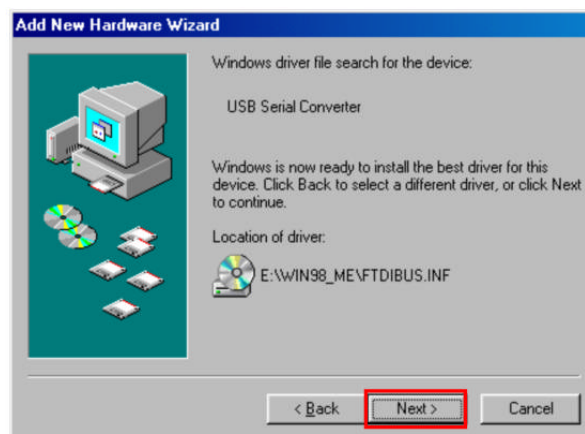 Add New Hardware Wizard
Windows driver file search for the device:
USB Serial Converter
Windows is now ready to install the best driver for this
device. Click Back to select a different driver, or click Next
to continue.
Location of driver:
E:\WIN98_ME\FTDIBUS.INF
< Back Next > Cancel